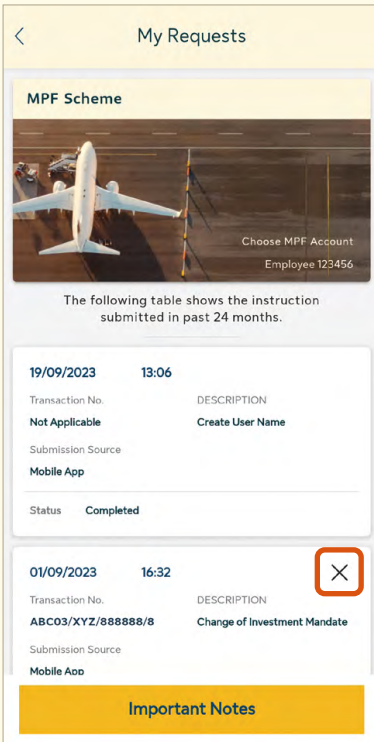 My Requests
MPF Scheme
Choose MPF Account
Employee 123456
The following table shows the instruction
submitted in past 24 months.
19/09/2023 13:06
Transaction No. DESCRIPTION
Not Applicable Create User Name
Submission Source
Mobile App
Status Completed
01/09/2023 16:32
Transaction No. DESCRIPTION
ABC03/XYZ/888888/8 Change of Investment Mandate
Submission Source
Mobile App
Important Notes